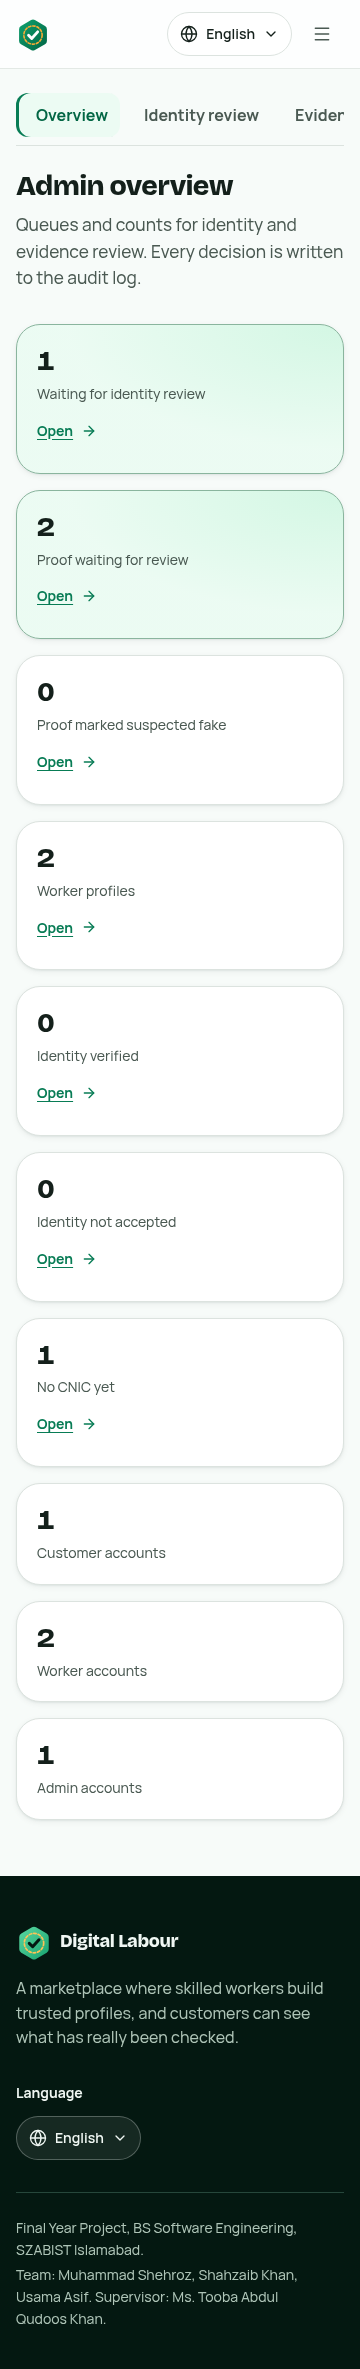 English
Overview Identity review Eviden
Admin overview
Queues and counts for identity and
evidence review. Every decision is written
to the audit log.
1
Waiting for identity review
Open
2
Proof waiting for review
Open
0
Proof marked suspected fake
Open
2
Worker profiles
Open
0
Identity verified
Open
0
Identity not accepted
Open
1
No CNIC yet
Open
1
Customer accounts
2
Worker accounts
1
Admin accounts
Digital Labour
A marketplace where skilled workers build
trusted profiles, and customers can see
what has really been checked.
Language
English
Final Year Project, BS Software Engineering,
SZABIST Islamabad.
Team: Muhammad Shehroz, Shahzaib Khan,
Usama Asif. Supervisor: Ms. Tooba Abdul
Qudoos Khan.